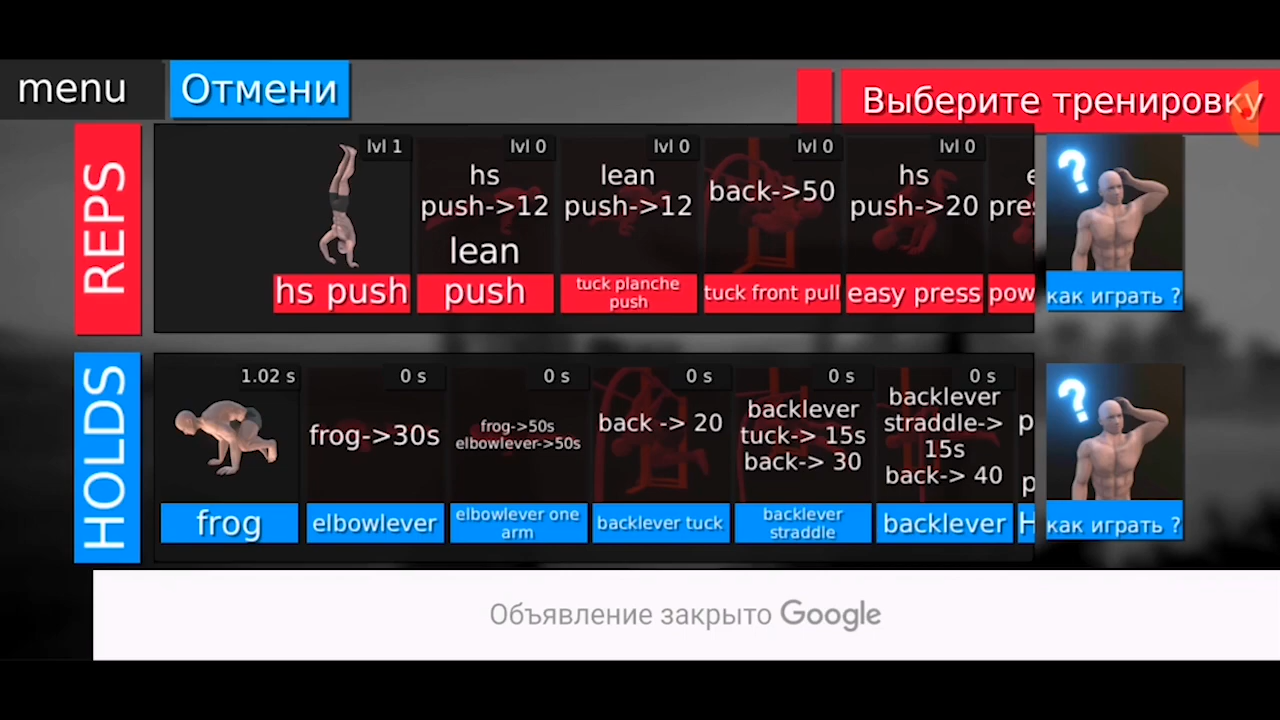 menu
Отмени
Выберите тренировку
REPS
lvl 1
hs push
lvl 0
hs
push->12
lean
push
lvl 0
lean
push->12
tuck planche
push
lvl 0
back->50
tuck front pull
lvl 0
hs
push->20
easy press
pow
как играть ?
HOLDS
1.02 s
frog
0 s
frog->30s
elbowlever
0 s
frog->50s
elbowlever->50s
elbowlever one
arm
0 s
back -> 20
backlever tuck
0 s
backlever
tuck-> 15s
back-> 30
backlever
straddle
0 s
backlever
straddle->
15s
back-> 40
backlever
как играть ?
Объявление закрыто Google